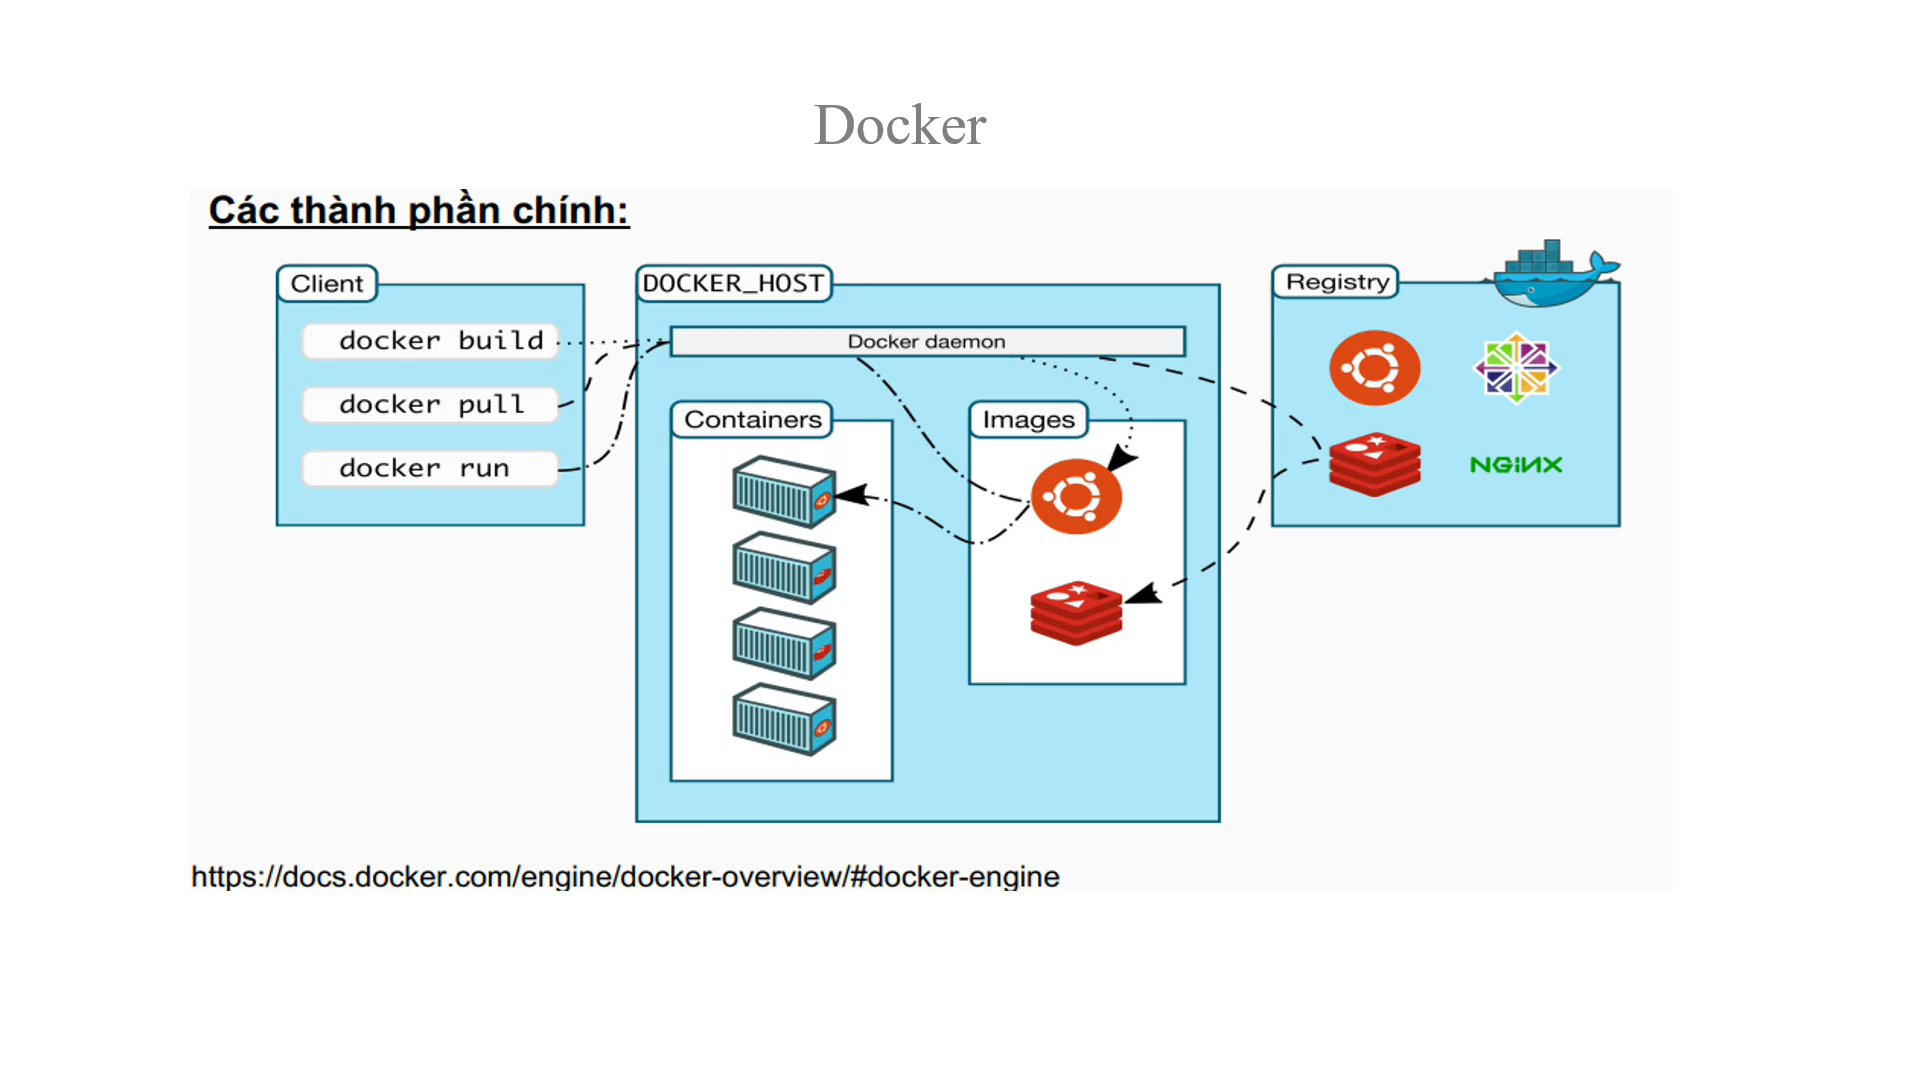 Docker
Các thành phần chính:
Client
docker build
docker pull
docker run
DOCKER_HOST
Docker daemon
Containers
Images
Registry
NGiNX
https://docs.docker.com/engine/docker-overview/#docker-engine